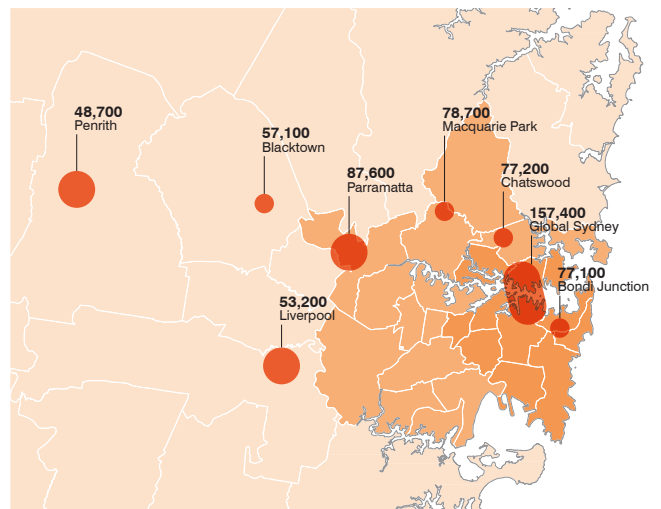 48,700
Penrith
57,100
Blacktown
87,600
Parramatta
78,700
Macquarie Park
77,200
Chatswood
157,400
Global Sydney
77,100
Bondi Junction
53,200
Liverpool